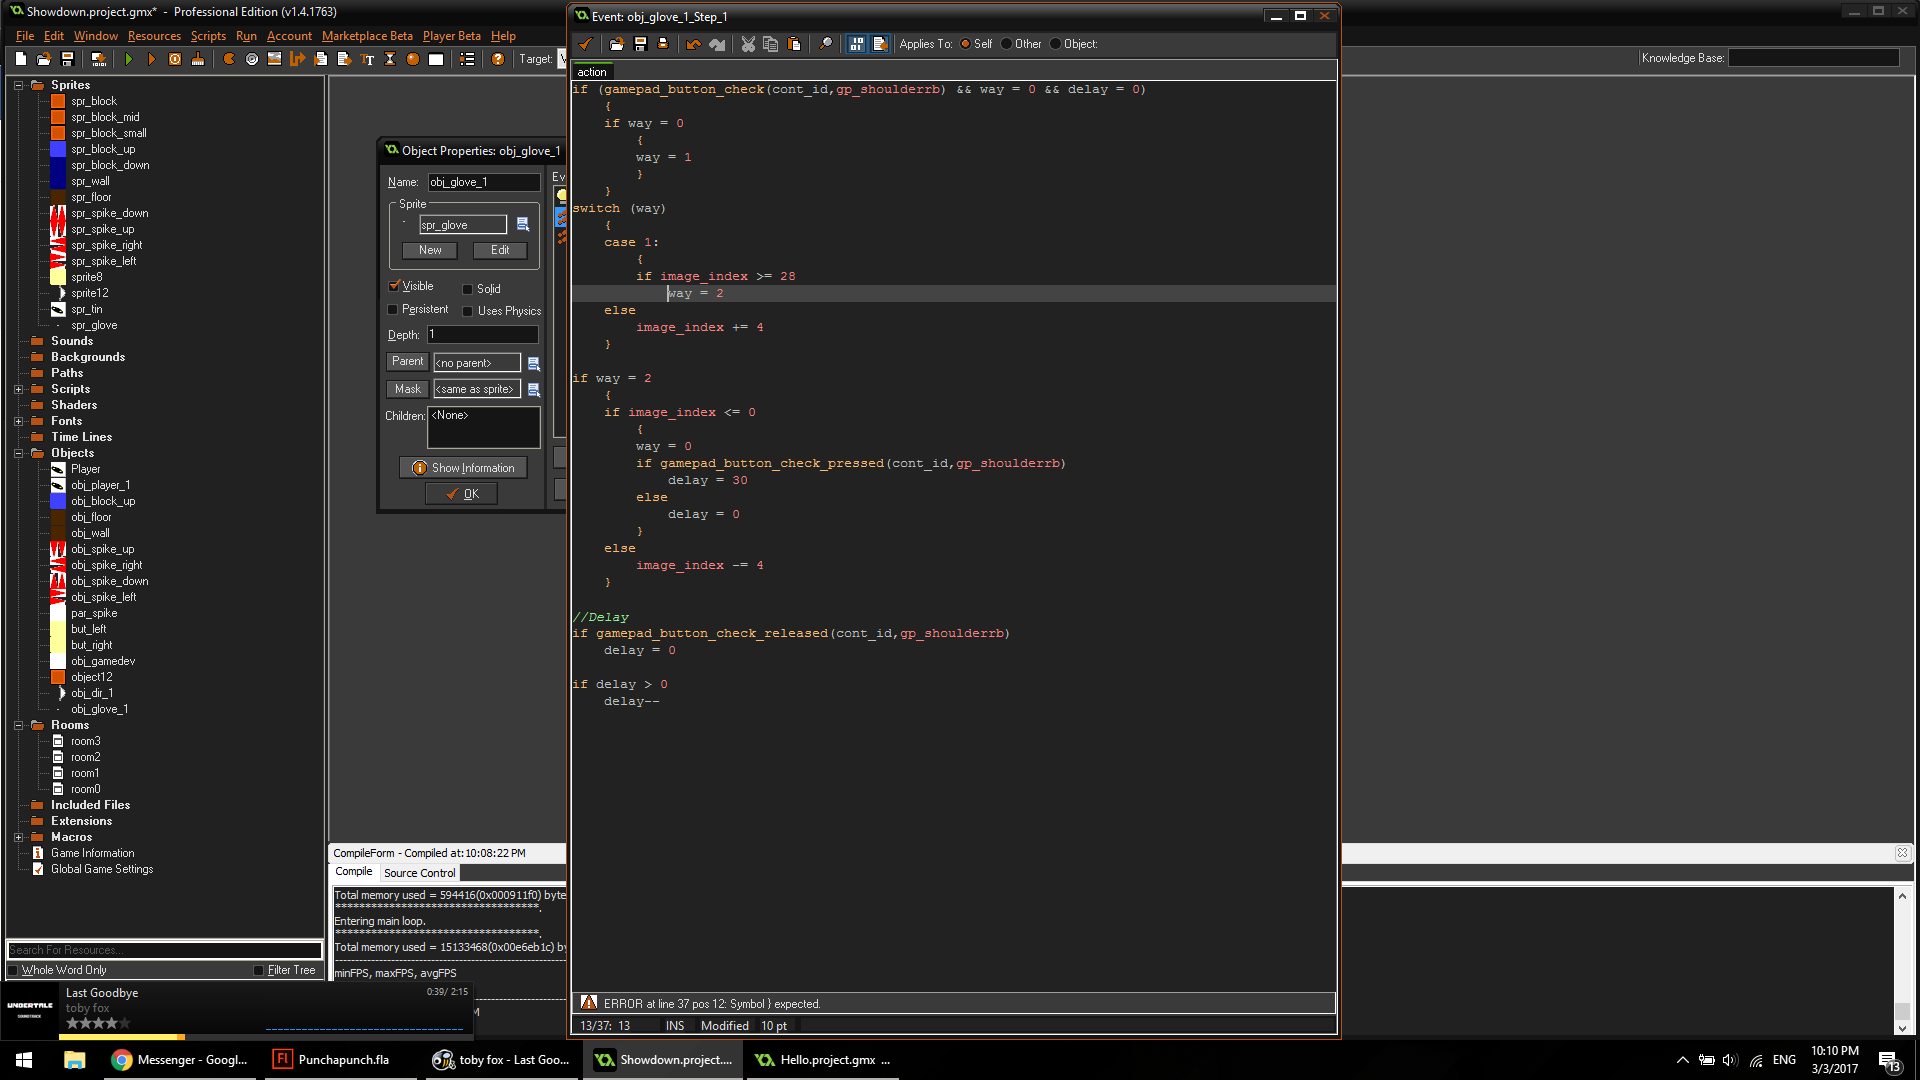 Showdown.project.gmx* - Professional Edition (v1.4.1763)
File Edit Window Resources Scripts Run Account Marketplace Beta Player Beta Help
Target:
Knowledge Base:
Sprites
spr_block
spr_block_mid
spr_block_small
spr_block_up
spr_block_down
spr_wall
spr_floor
spr_spike_down
spr_spike_up
spr_spike_right
spr_spike_left
sprite8
sprite12
spr_tin
spr_glove
Sounds
Backgrounds
Paths
Scripts
Shaders
Fonts
Time Lines
Objects
Player
obj_player_1
obj_block_up
obj_floor
obj_wall
obj_spike_up
obj_spike_right
obj_spike_down
obj_spike_left
par_spike
but_left
but_right
obj_gamedev
object12
obj_dir_1
obj_glove_1
Rooms
room3
room2
room1
room0
Included Files
Extensions
Macros
Game Information
Global Game Settings
Search For Resources...
Whole Word Only Filter Tree
Object Properties: obj_glove_1
Name: obj_glove_1
Ev
Sprite
spr_glove
New Edit
Visible Solid
Persistent Uses Physics
Depth: 1
Parent <no parent>
Mask <same as sprite>
Children: <None>
Show Information
OK
Event: obj_glove_1_Step_1
Applies To: Self Other Object:
action
if (gamepad_button_check(cont_id,gp_shoulderrb) && way = 0 && delay = 0)
{
if way = 0
{
way = 1
}
}
switch (way)
{
case 1:
{
if image_index >= 28
way = 2
else
image_index += 4
}
if way = 2
{
if image_index <= 0
{
way = 0
if gamepad_button_check_pressed(cont_id,gp_shoulderrb)
delay = 30
else
delay = 0
}
else
image_index -= 4
}
//Delay
if gamepad_button_check_released(cont_id,gp_shoulderrb)
delay = 0
if delay > 0
delay--
ERROR at line 37 pos 12: Symbol } expected.
13/37: 13 INS Modified 10 pt
CompileForm - Compiled at:10:08:22 PM
Compile Source Control
Total memory used = 594416(0x000911f0) byte
***********************************.
Entering main loop.
***********************************.
Total memory used = 15133468(0x00e6eb1c) by
minFPS, maxFPS, avgFPS
M
UNDERTALE
SOUNDTRACK
Last Goodbye 0:39/ 2:15
toby fox
Messenger - Googl...
Punchapunch.fla
toby fox - Last Goo...
Showdown.project....
Hello.project.gmx ...
ENG
10:10 PM
3/3/2017
13